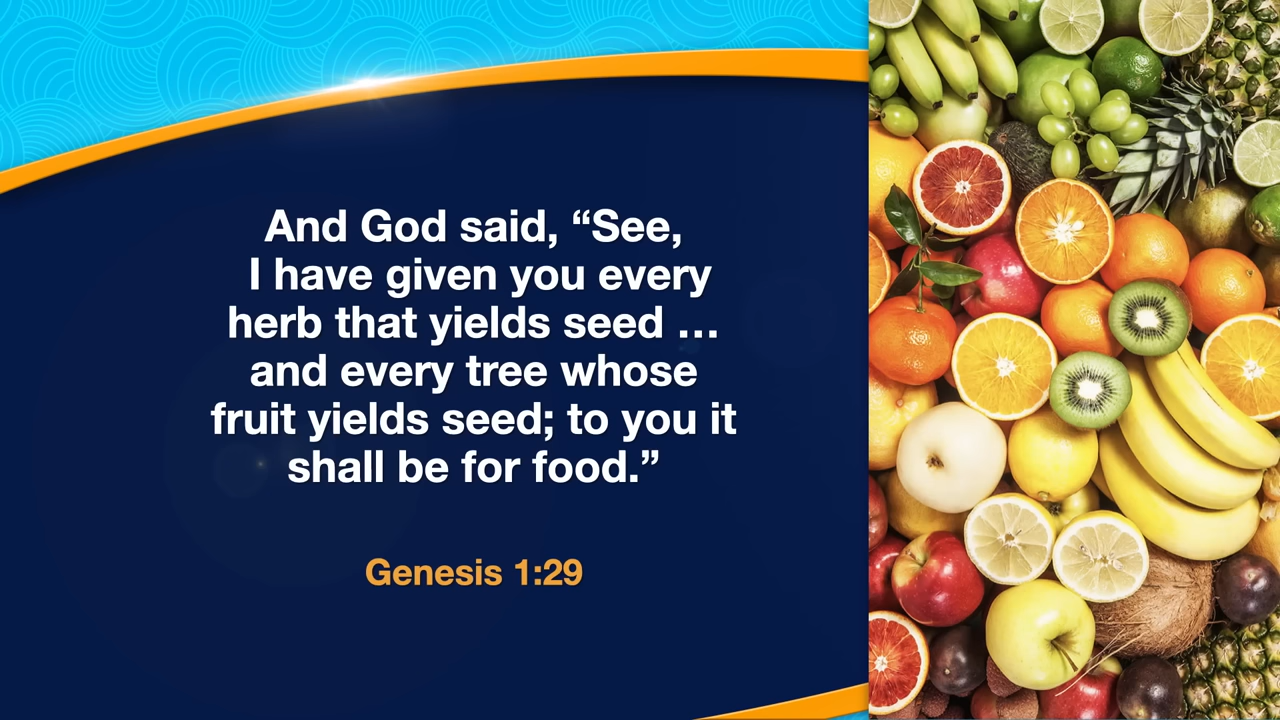 And God said, “See,
I have given you every
herb that yields seed …
and every tree whose
fruit yields seed; to you it
shall be for food.”
Genesis 1:29